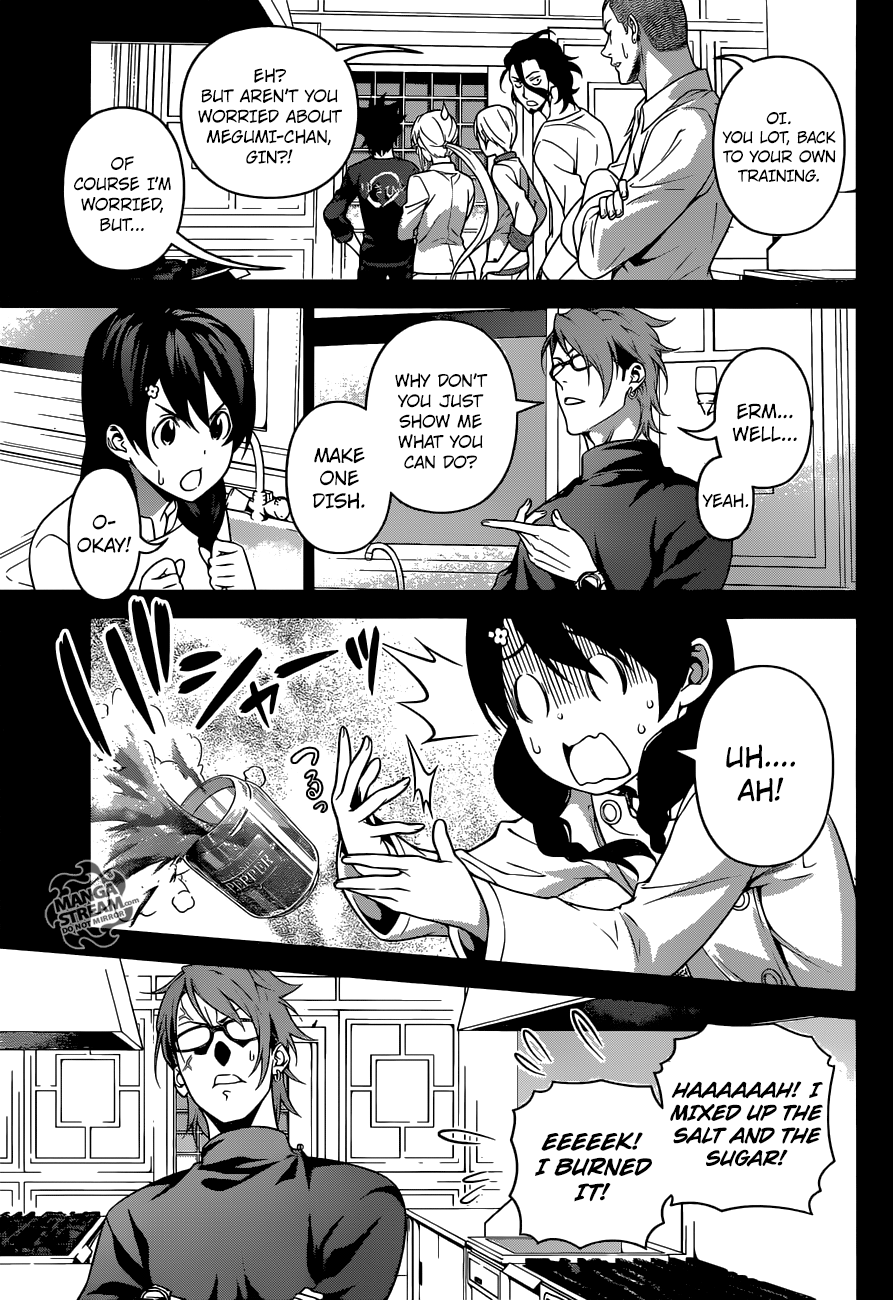 OI.
YOU LOT, BACK
TO YOUR OWN
TRAINING.
EH?
BUT AREN'T YOU
WORRIED ABOUT
MEGUMI-CHAN,
GIN?!
OF
COURSE I'M
WORRIED,
BUT...
ERM...
WELL...
YEAH.
WHY DON'T
YOU JUST
SHOW ME
WHAT YOU
CAN DO?
MAKE
ONE
DISH.
O-
OKAY!
UH....
AH!
シャーッ
つるっ
PEPPER
MANGA
STREAM.com
DO NOT MIRROR
HAAAAAAH! I
MIXED UP THE
SALT AND THE
SUGAR!
EEEEEK!
I BURNED
IT!